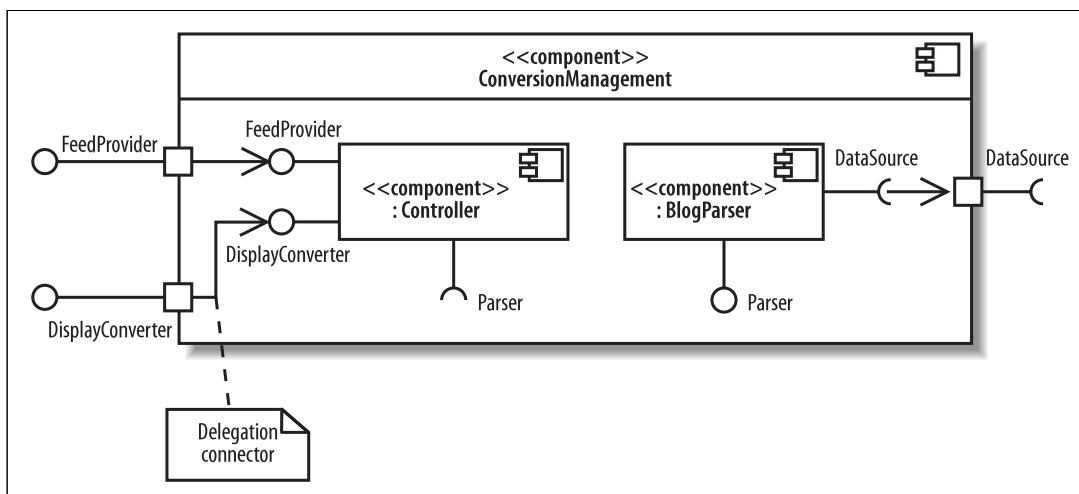 <<component>>
ConversionManagement
FeedProvider
FeedProvider
DataSource
DataSource
<<component>>
: Controller
<<component>>
: BlogParser
DisplayConverter
Parser
Parser
DisplayConverter
Delegation
connector